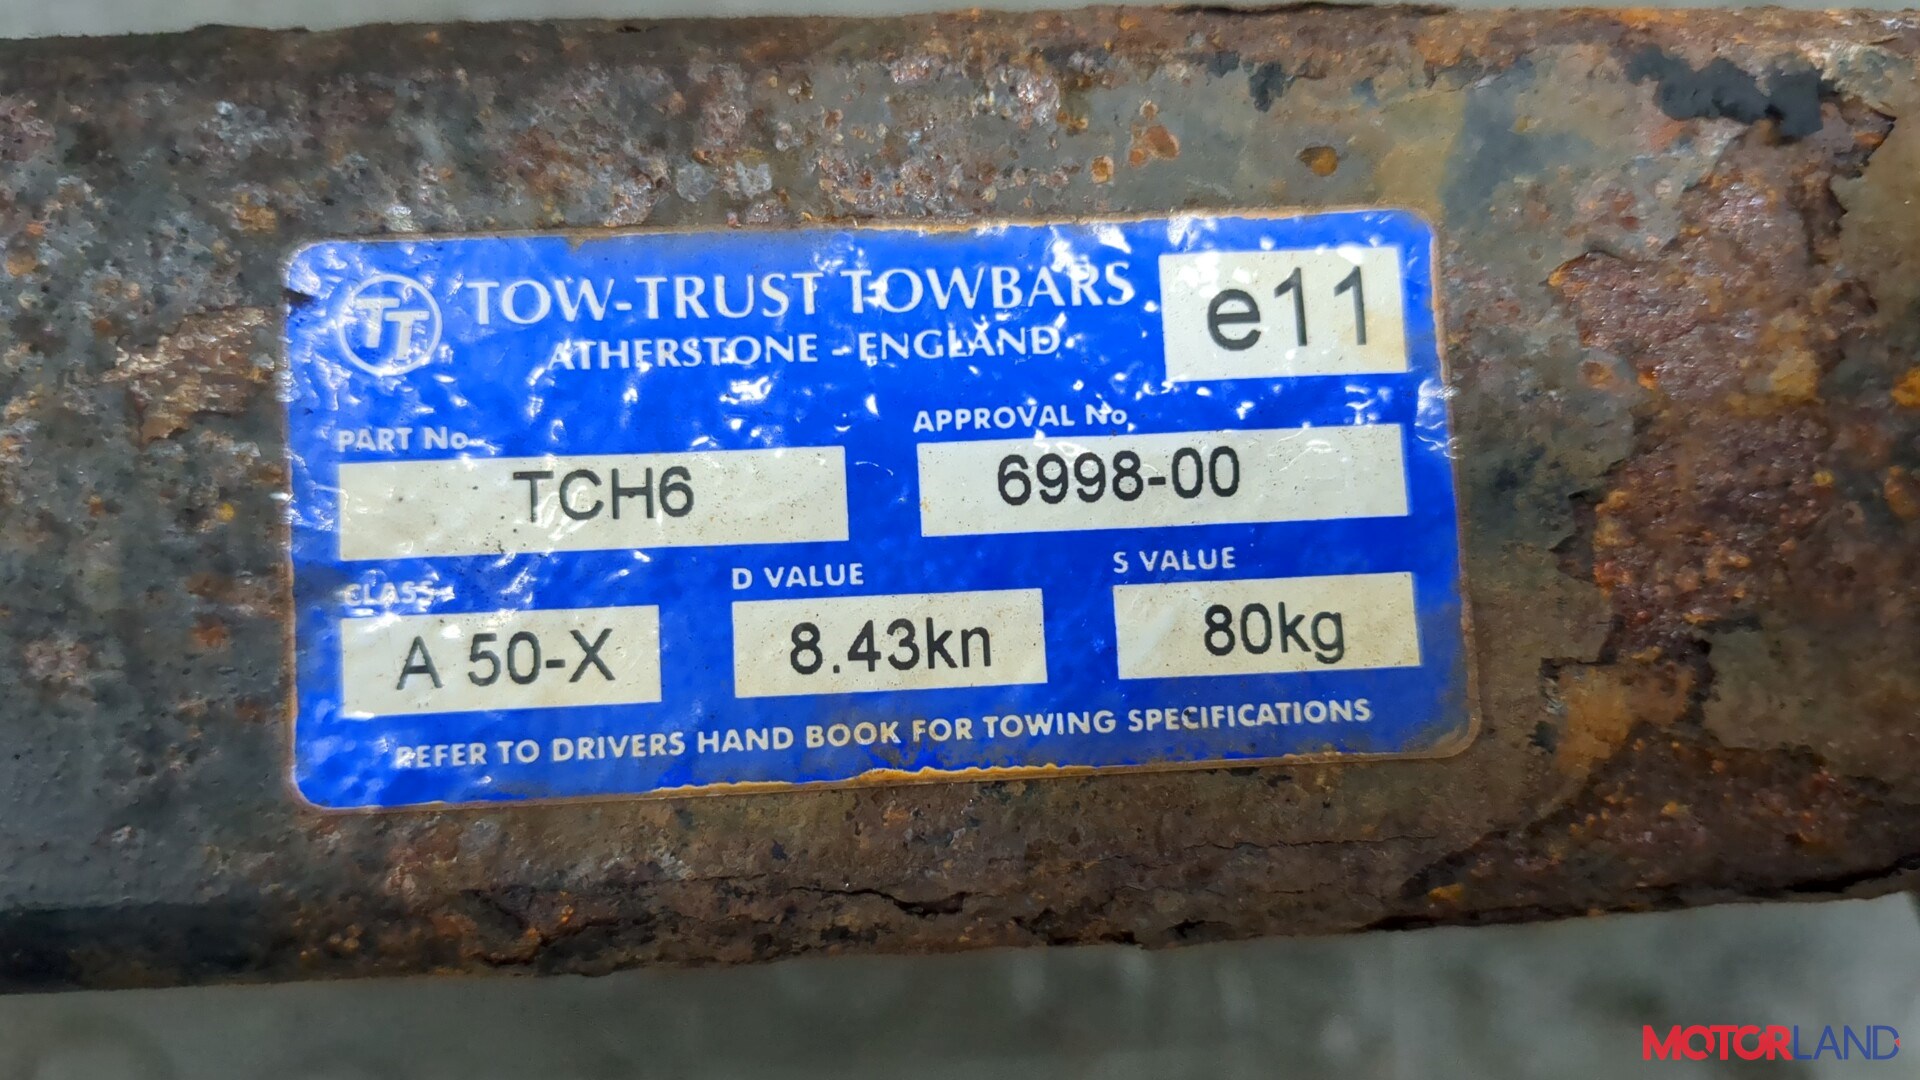 TT TOW-TRUST TOWBARS
ATHERSTONE - ENGLAND
e11
PART No
APPROVAL No
TCH6
6998-00
CLASS
D VALUE
S VALUE
A 50-X
8.43kn
80kg
REFER TO DRIVERS HAND BOOK FOR TOWING SPECIFICATIONS
MOTORLAND